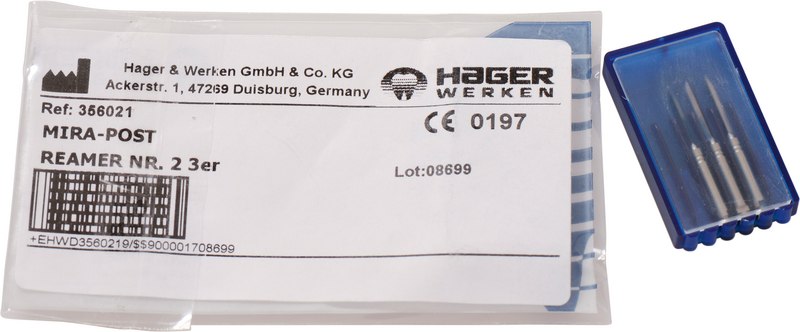 Hager & Werken GmbH & Co. KG
Ackerstr. 1, 47269 Duisburg, Germany
HAGER
WERKEN
Ref: 356021
MIRA-POST
REAMER NR. 2 3er
CE 0197
Lot:08699
+EHWD3560219/$$900001708699